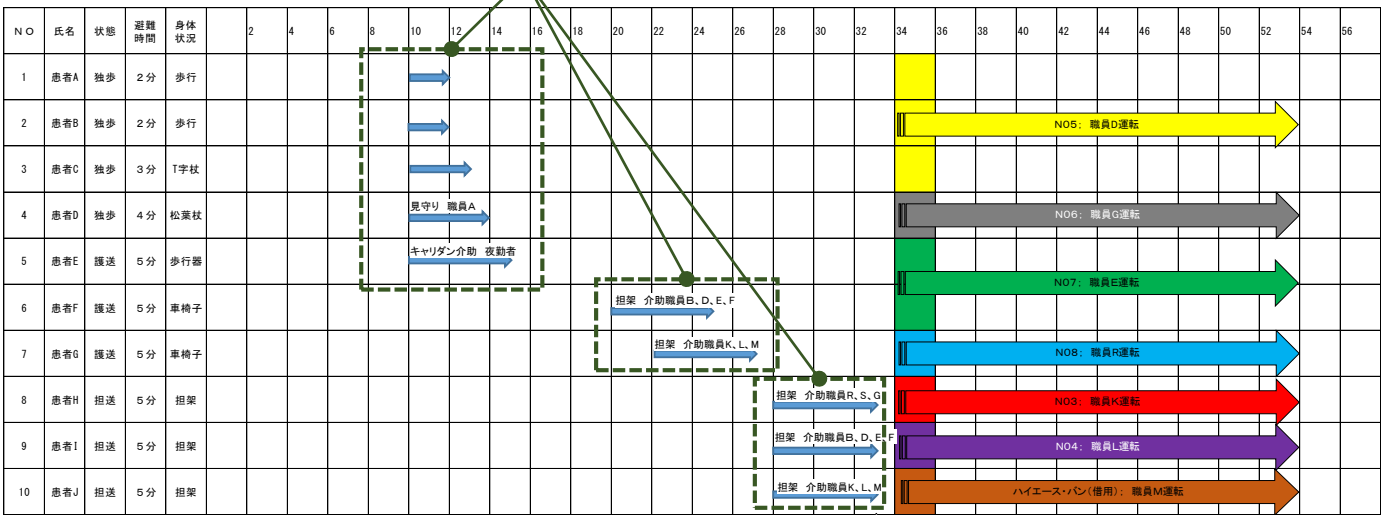 NO 氏名 状態 避難時間 身体状況 2 4 6 8 10 12 14 16 18 20 22 24 26 28 30 32 34 36 38 40 42 44 46 48 50 52 54 56
1 患者A 独歩 2分 歩行
2 患者B 独歩 2分 歩行 NO5; 職員D運転
3 患者C 独歩 3分 T字杖
4 患者D 独歩 4分 松葉杖 見守り 職員A NO6; 職員G運転
5 患者E 護送 5分 歩行器 キャリダン介助 夜勤者 NO7; 職員E運転
6 患者F 護送 5分 車椅子 担架 介助職員B、D、E、F
7 患者G 護送 5分 車椅子 担架 介助職員K、L、M NO8; 職員R運転
8 患者H 担送 5分 担架 担架 介助職員R、S、G NO3; 職員K運転
9 患者I 担送 5分 担架 担架 介助職員B、D、E、F NO4; 職員L運転
10 患者J 担送 5分 担架 担架 介助職員K、L、M ハイエース・バン(借用); 職員M運転